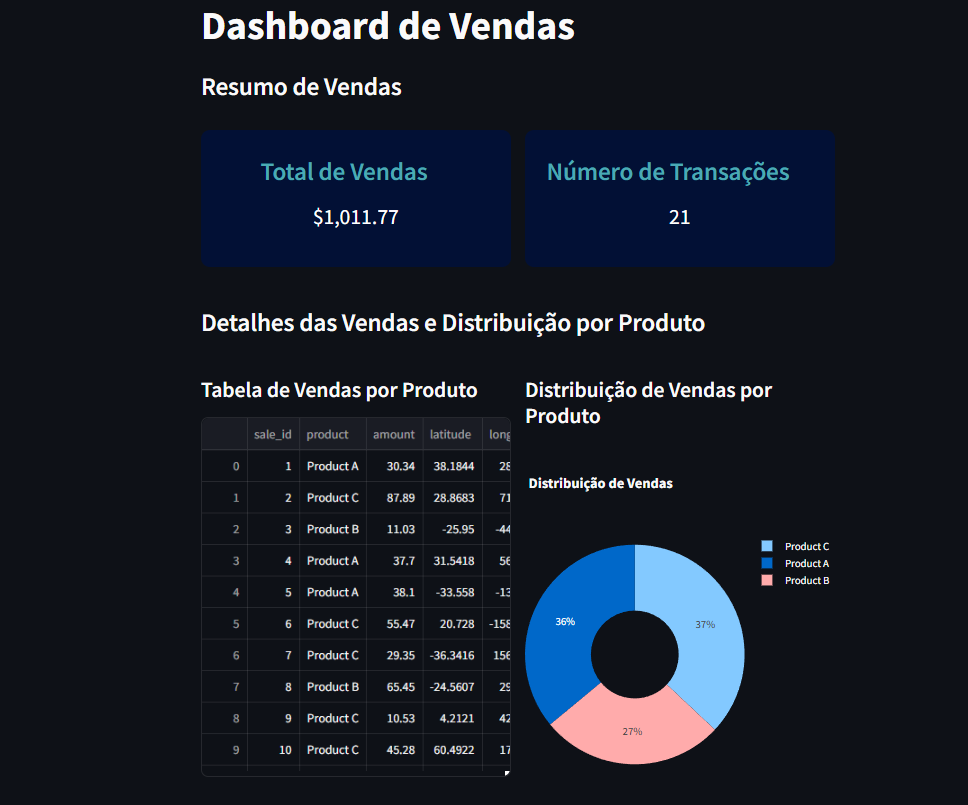 Dashboard de Vendas
Resumo de Vendas
Total de Vendas
$1,011.77
Número de Transações
21
Detalhes das Vendas e Distribuição por Produto
Tabela de Vendas por Produto
sale_id product amount latitude long
0 1 Product A 30.34 38.1844 28
1 2 Product C 87.89 28.8683 71
2 3 Product B 11.03 -25.95 -44
3 4 Product A 37.7 31.5418 56
4 5 Product A 38.1 -33.558 -13
5 6 Product C 55.47 20.728 -158
6 7 Product C 29.35 -36.3416 156
7 8 Product B 65.45 -24.5607 29
8 9 Product C 10.53 4.2121 42
9 10 Product C 45.28 60.4922 17
Distribuição de Vendas por
Produto
Distribuição de Vendas
Product C
Product A
Product B
36%
37%
27%